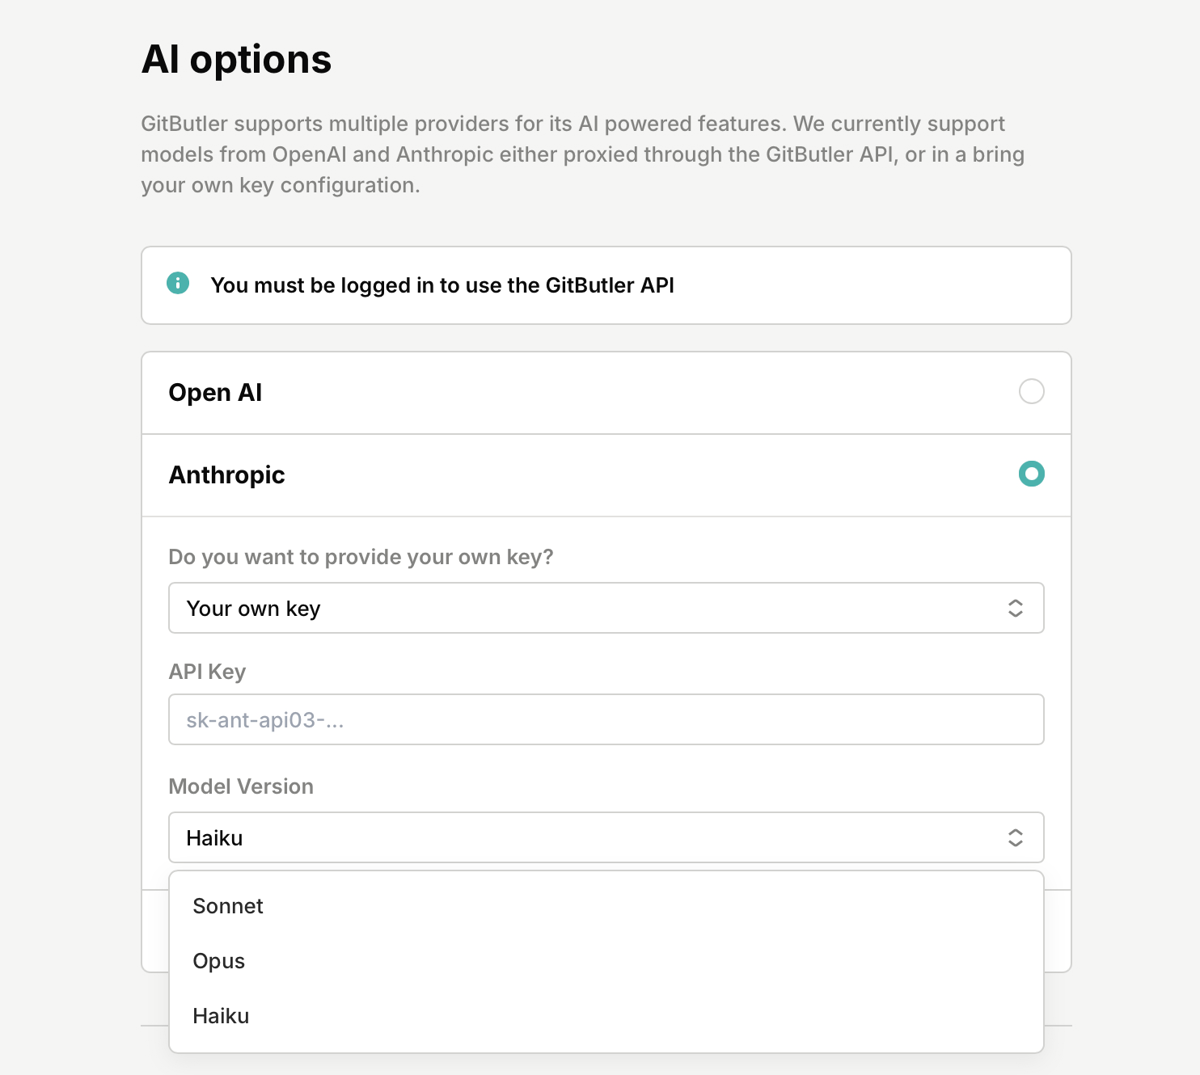 AI options
GitButler supports multiple providers for its AI powered features. We currently support
models from OpenAI and Anthropic either proxied through the GitButler API, or in a bring
your own key configuration.
You must be logged in to use the GitButler API
Open AI
Anthropic
Do you want to provide your own key?
Your own key
API Key
sk-ant-api03-...
Model Version
Haiku
Sonnet
Opus
Haiku